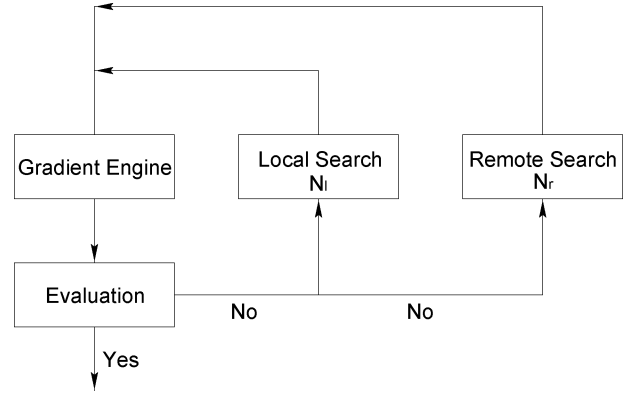 Gradient Engine
Local Search
Nl
Remote Search
Nr
Evaluation
No
No
Yes